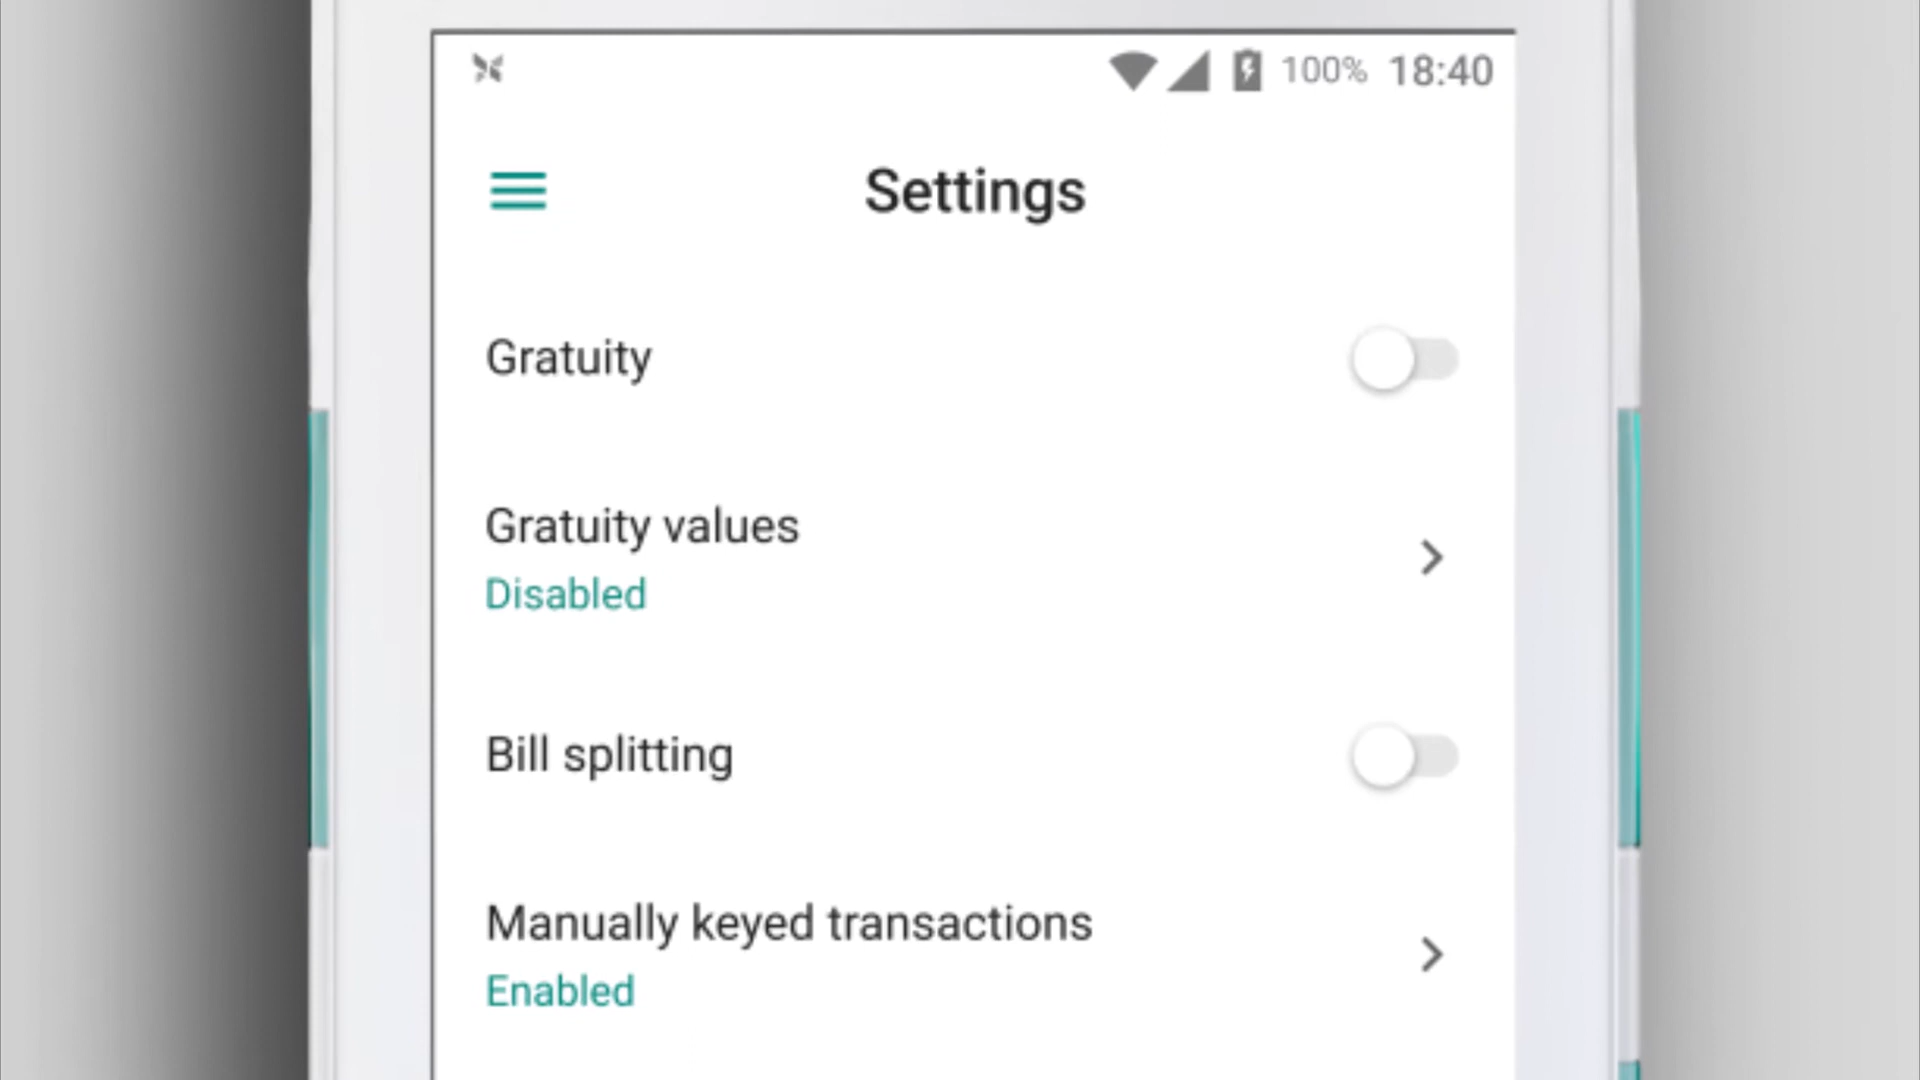 100% 18:40
Settings
Gratuity
Gratuity values
Disabled
Bill splitting
Manually keyed transactions
Enabled